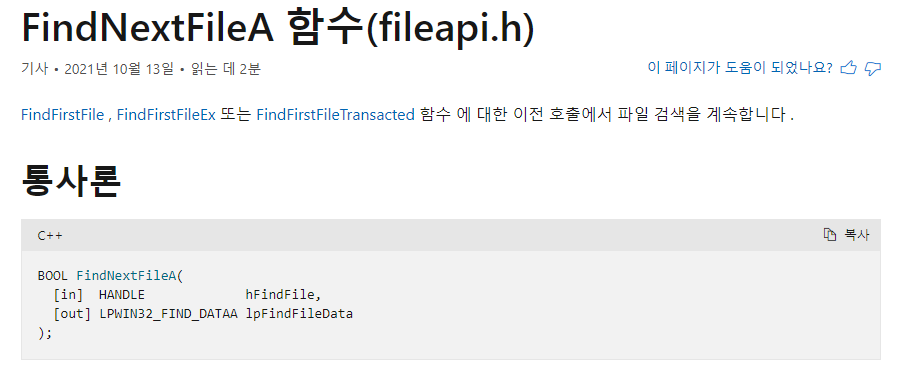 FindNextFileA 함수(fileapi.h)
기사 • 2021년 10월 13일 • 읽는 데 2분
이 페이지가 도움이 되었나요?
FindFirstFile , FindFirstFileEx 또는 FindFirstFileTransacted 함수 에 대한 이전 호출에서 파일 검색을 계속합니다 .
통사론
C++
복사
BOOL FindNextFileA(
  [in]  HANDLE             hFindFile,
  [out] LPWIN32_FIND_DATAA lpFindFileData
);